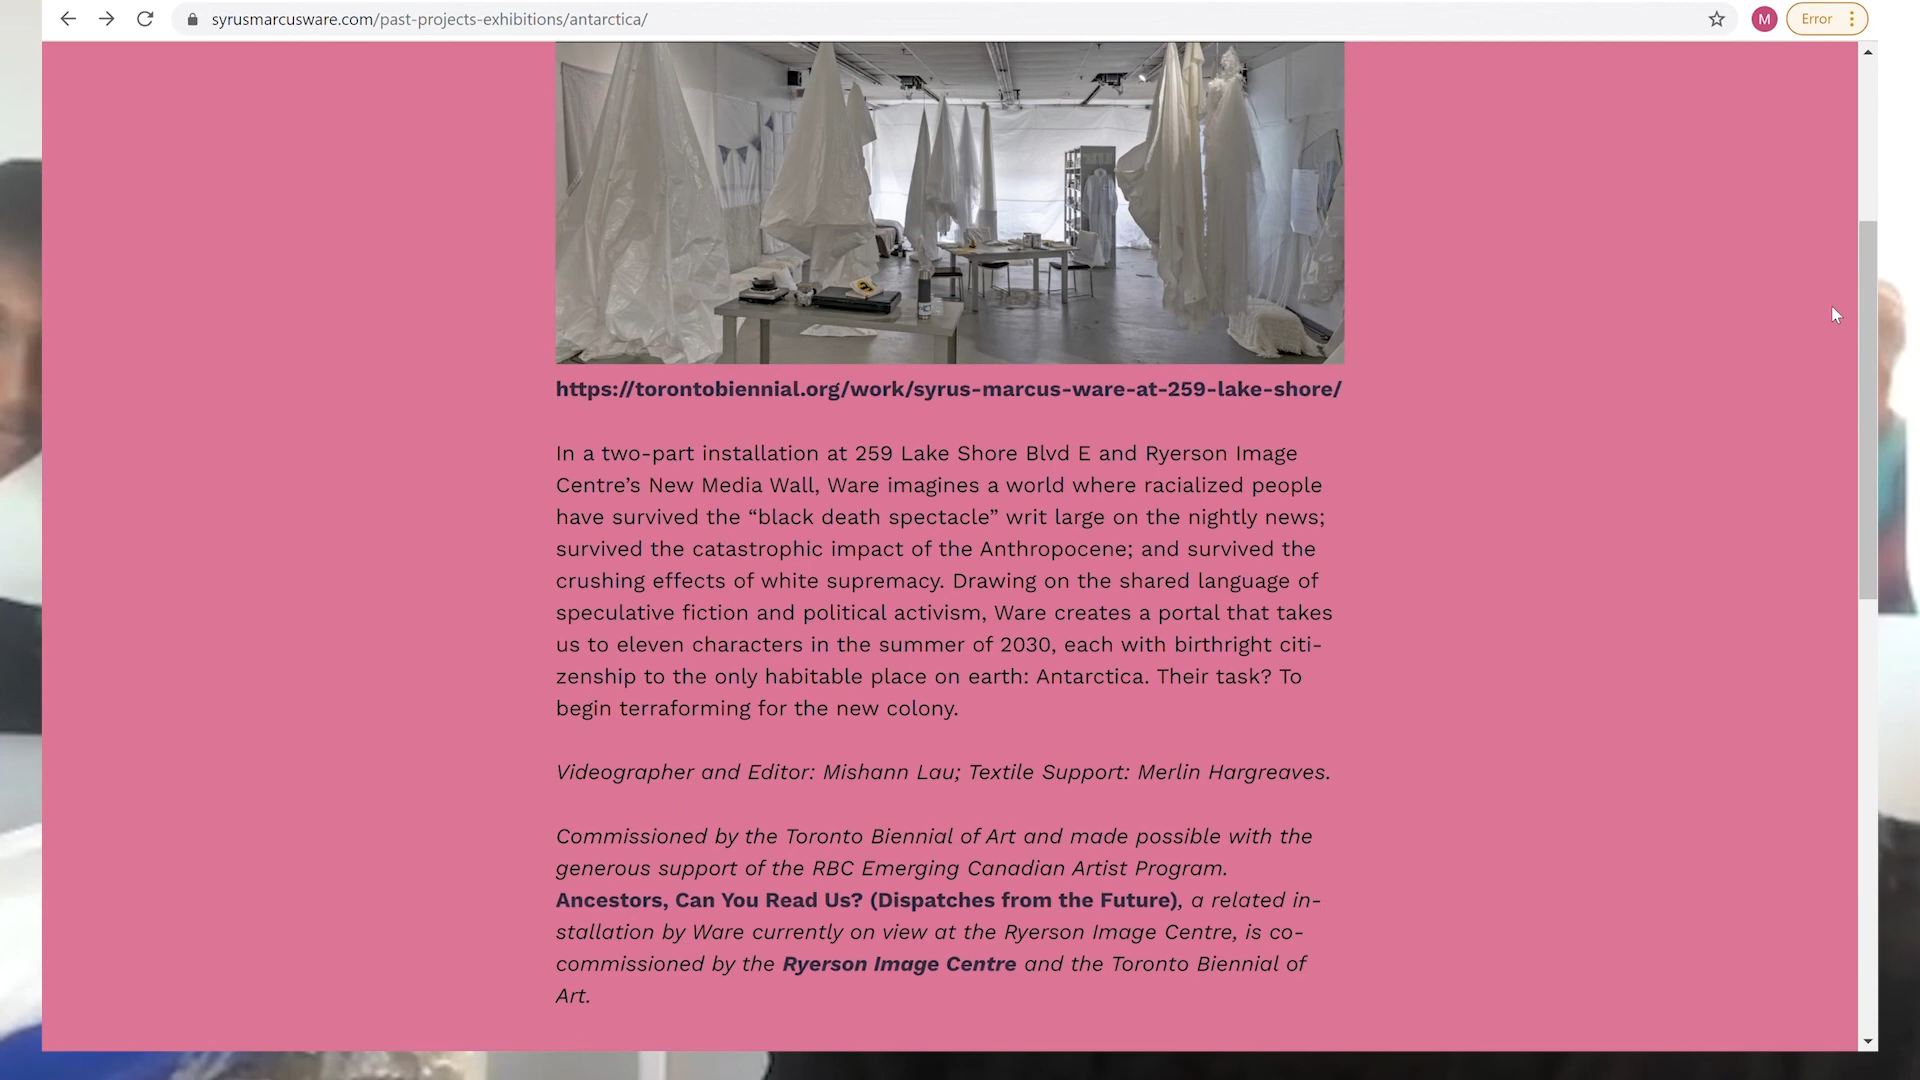 syrusmarcusware.com/past-projects-exhibitions/antarctica/
M
Error
https://torontobiennial.org/work/syrus-marcus-ware-at-259-lake-shore/
In a two-part installation at 259 Lake Shore Blvd E and Ryerson Image
Centre’s New Media Wall, Ware imagines a world where racialized people
have survived the “black death spectacle” writ large on the nightly news;
survived the catastrophic impact of the Anthropocene; and survived the
crushing effects of white supremacy. Drawing on the shared language of
speculative fiction and political activism, Ware creates a portal that takes
us to eleven characters in the summer of 2030, each with birthright citi-
zenship to the only habitable place on earth: Antarctica. Their task? To
begin terraforming for the new colony.
Videographer and Editor: Mishann Lau; Textile Support: Merlin Hargreaves.
Commissioned by the Toronto Biennial of Art and made possible with the
generous support of the RBC Emerging Canadian Artist Program.
Ancestors, Can You Read Us? (Dispatches from the Future), a related in-
stallation by Ware currently on view at the Ryerson Image Centre, is co-
commissioned by the Ryerson Image Centre and the Toronto Biennial of
Art.